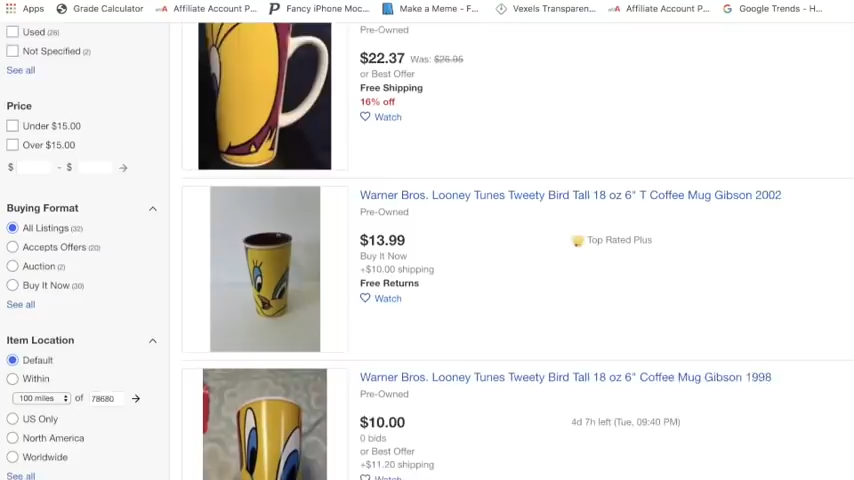 Apps Grade Calculator Affiliate Account P... Fancy iPhone Moc... Make a Meme - F... Vexels Transparen... Affiliate Account P... Google Trends - H...
Used (26)
Not Specified (2)
See all
Price
Under $15.00
Over $15.00
$ - $
Buying Format
All Listings (32)
Accepts Offers (20)
Auction (2)
Buy It Now (30)
See all
Item Location
Default
Within
100 miles of 78680
US Only
North America
Worldwide
See all
Pre-Owned
$22.37 Was: $26.95
or Best Offer
Free Shipping
16% off
Watch
Warner Bros. Looney Tunes Tweety Bird Tall 18 oz 6" T Coffee Mug Gibson 2002
Pre-Owned
$13.99
Top Rated Plus
Buy It Now
+$10.00 shipping
Free Returns
Watch
Warner Bros. Looney Tunes Tweety Bird Tall 18 oz 6" Coffee Mug Gibson 1998
Pre-Owned
$10.00
4d 7h left (Tue, 09:40 PM)
0 bids
or Best Offer
+$11.20 shipping
Watch